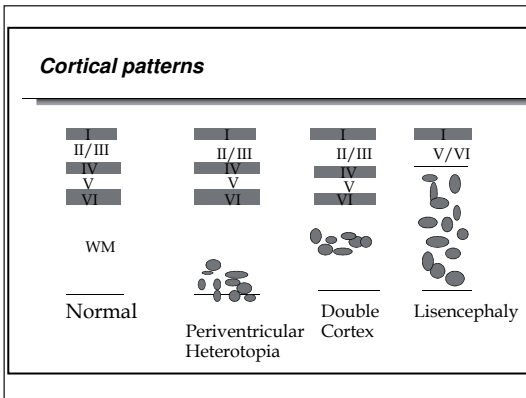 Cortical patterns
I
II/III
IV
V
VI
WM
Normal
I
II/III
IV
V
VI
Periventricular
Heterotopia
I
II/III
IV
V
VI
Double
Cortex
I
V/VI
Lisencephaly